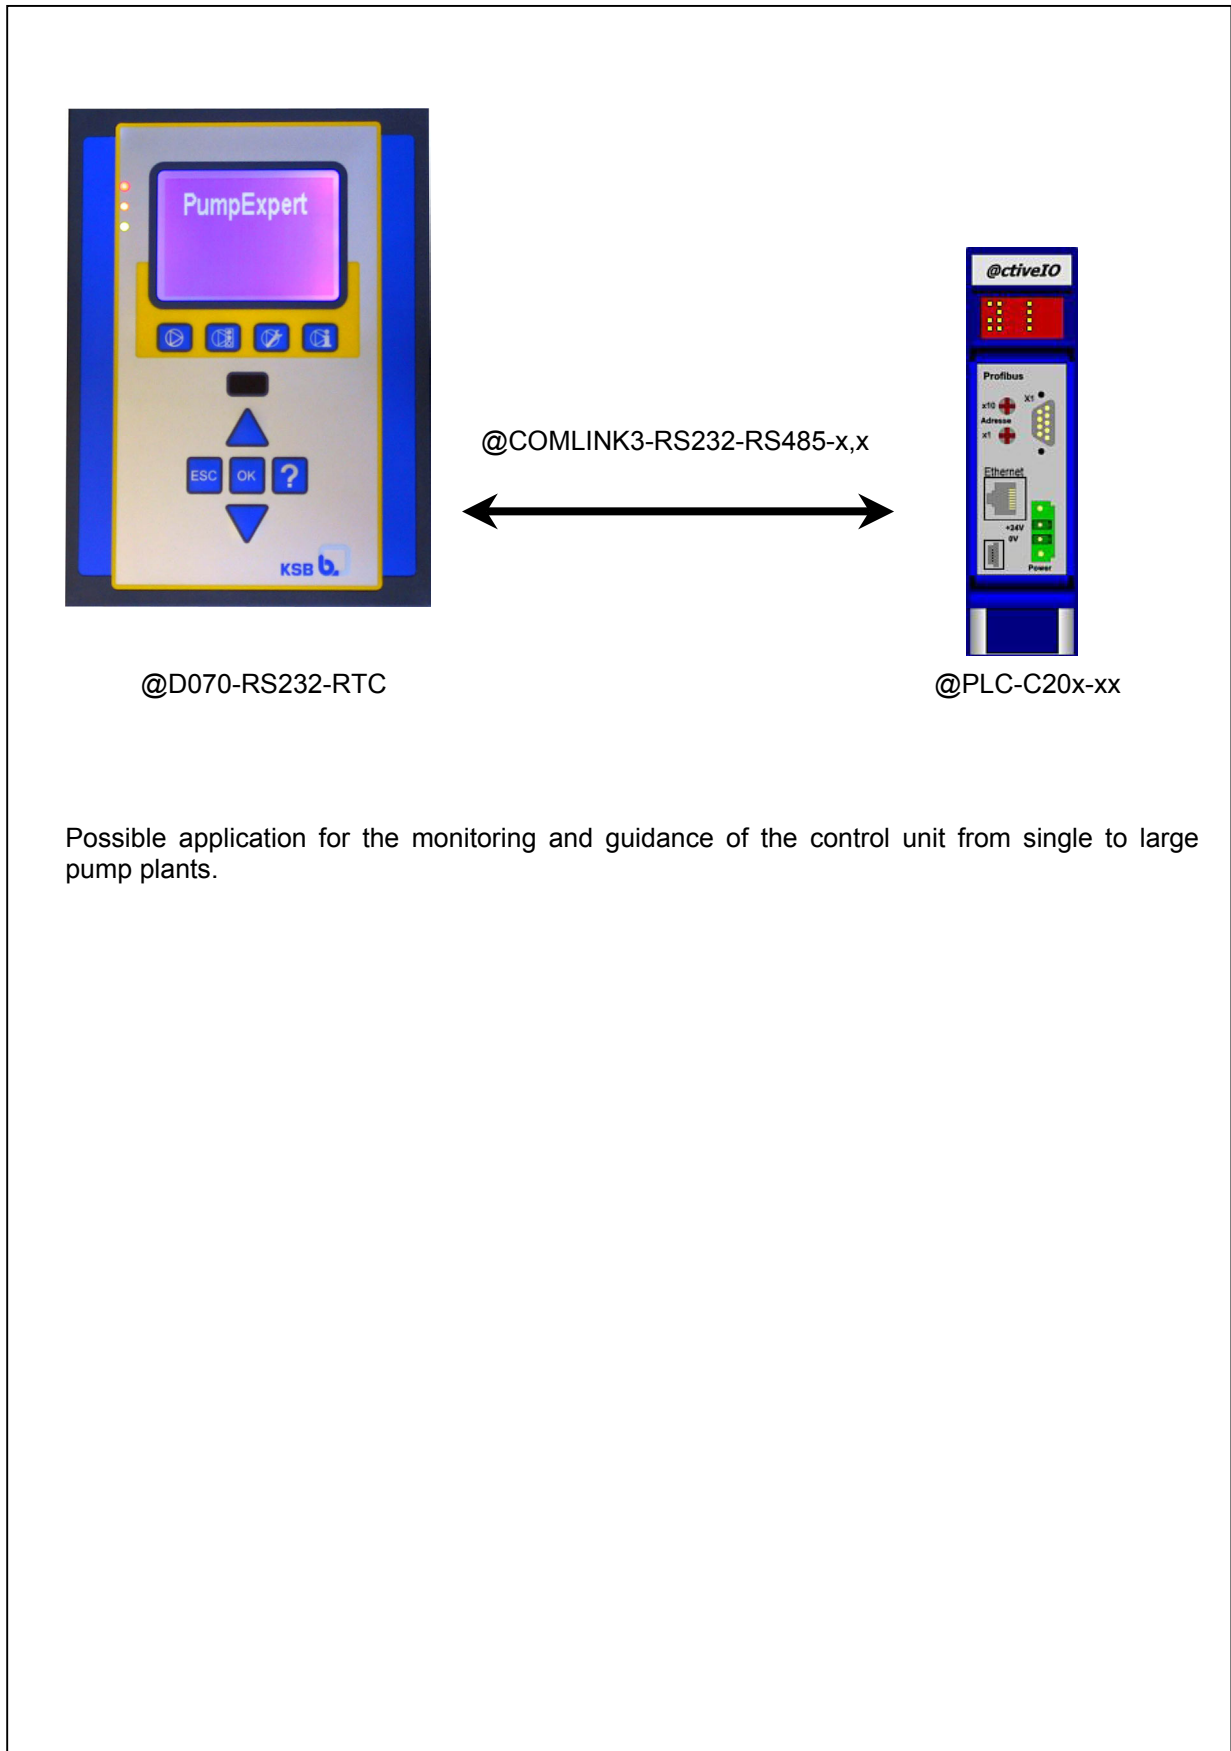 PumpExpert
ESC
OK
?
KSB b.
@COMLINK3-RS232-RS485-x,x
@ctiveIO
Profibus
x10
X1
Adresse
x1
Ethernet
+24V
0V
Power
@D070-RS232-RTC
@PLC-C20x-xx
Possible application for the monitoring and guidance of the control unit from single to large
pump plants.